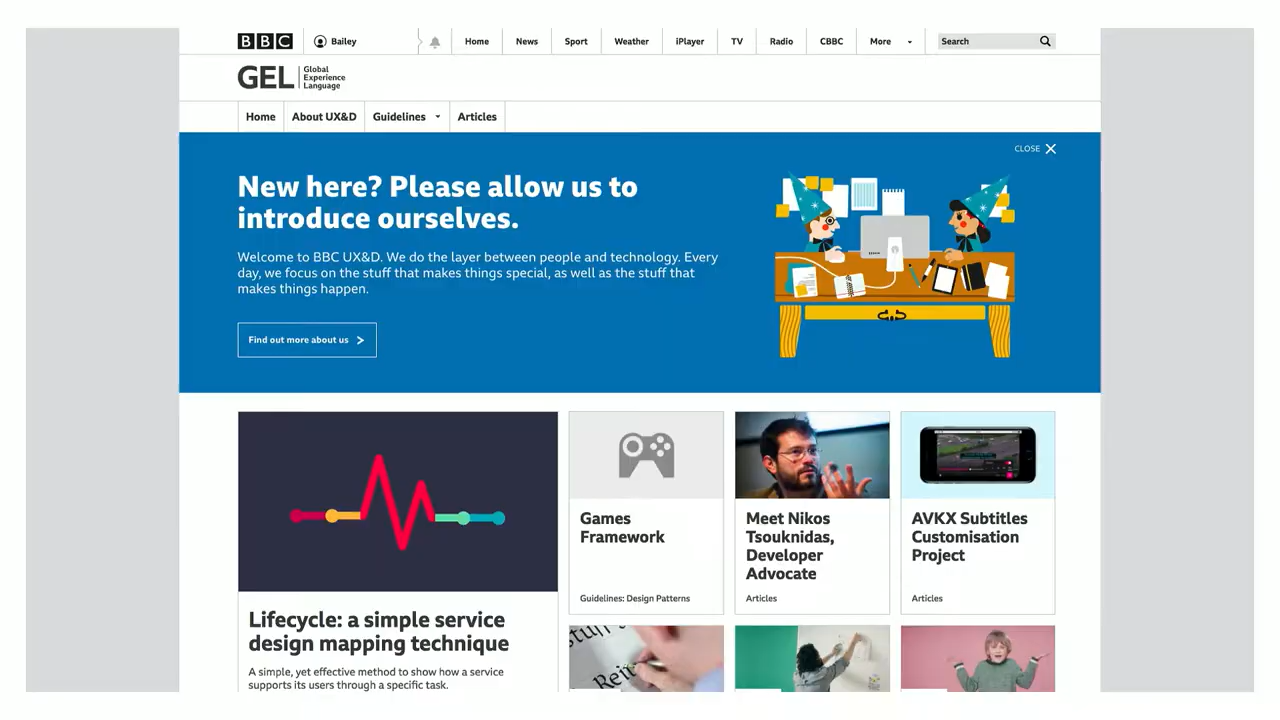 BBC
Bailey
Home
News
Sport
Weather
iPlayer
TV
Radio
CBBC
More
Search
GEL
Global
Experience
Language
Home
About UX&D
Guidelines
Articles
CLOSE
New here? Please allow us to
introduce ourselves.
Welcome to BBC UX&D. We do the layer between people and technology. Every
day, we focus on the stuff that makes things special, as well as the stuff that
makes things happen.
Find out more about us
Lifecycle: a simple service
design mapping technique
A simple, yet effective method to show how a service
supports its users through a specific task.
Games
Framework
Guidelines: Design Patterns
Meet Nikos
Tsouknidas,
Developer
Advocate
Articles
AVKX Subtitles
Customisation
Project
Articles